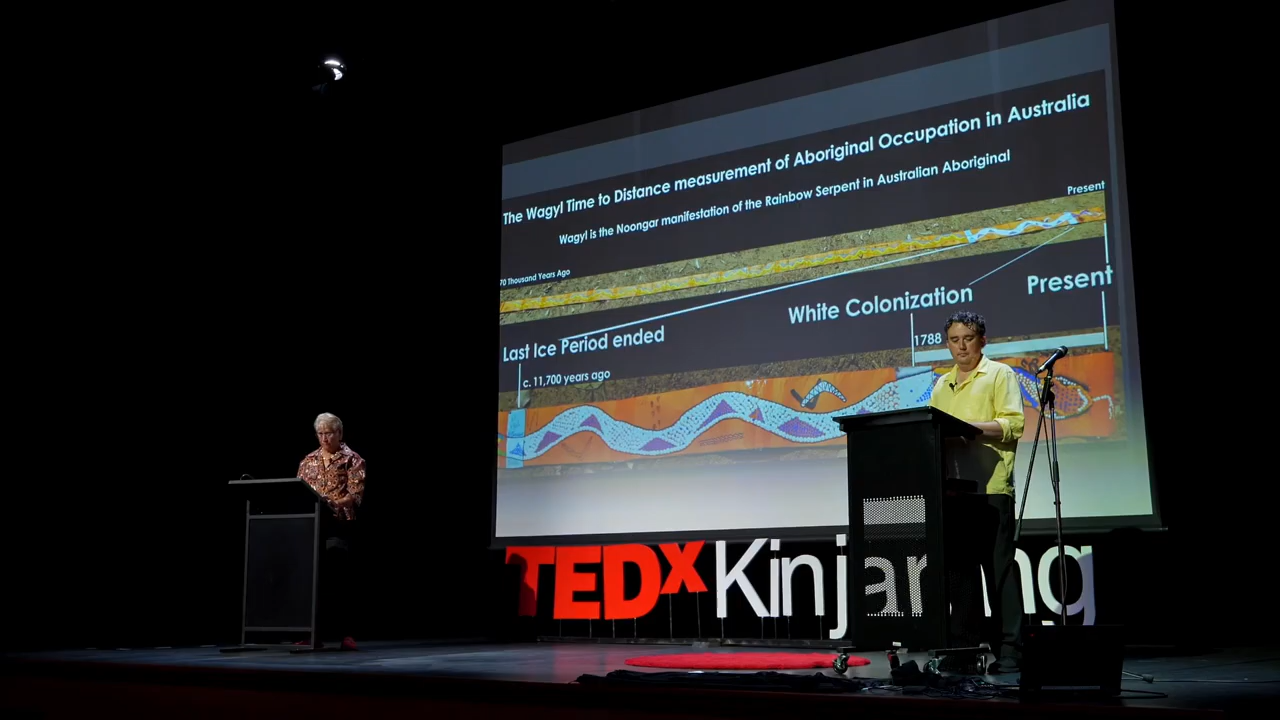 The Wagyl Time to Distance measurement of Aboriginal Occupation in Australia
Wagyl is the Noongar manifestation of the Rainbow Serpent in Australian Aboriginal
Present
70 Thousand Years Ago
White Colonization
Present
Last Ice Period ended
1788
c. 11,700 years ago
TEDx Kinjarling